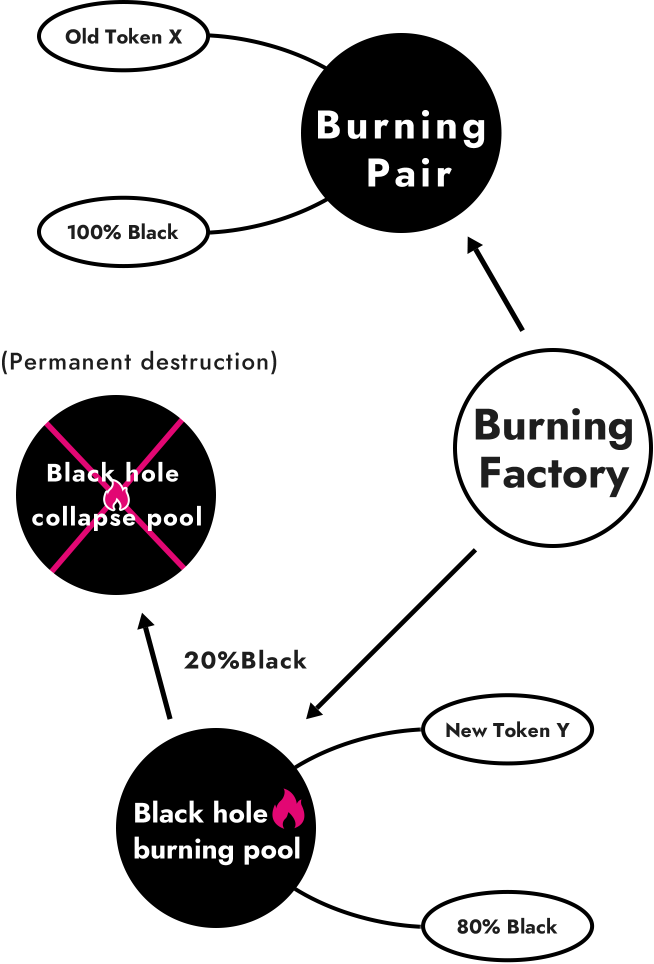 Old Token X
Burning
Pair
100% Black
(Permanent destruction)
Burning
Factory
Black hole
collapse pool
20%Black
New Token Y
Black hole
burning pool
80% Black